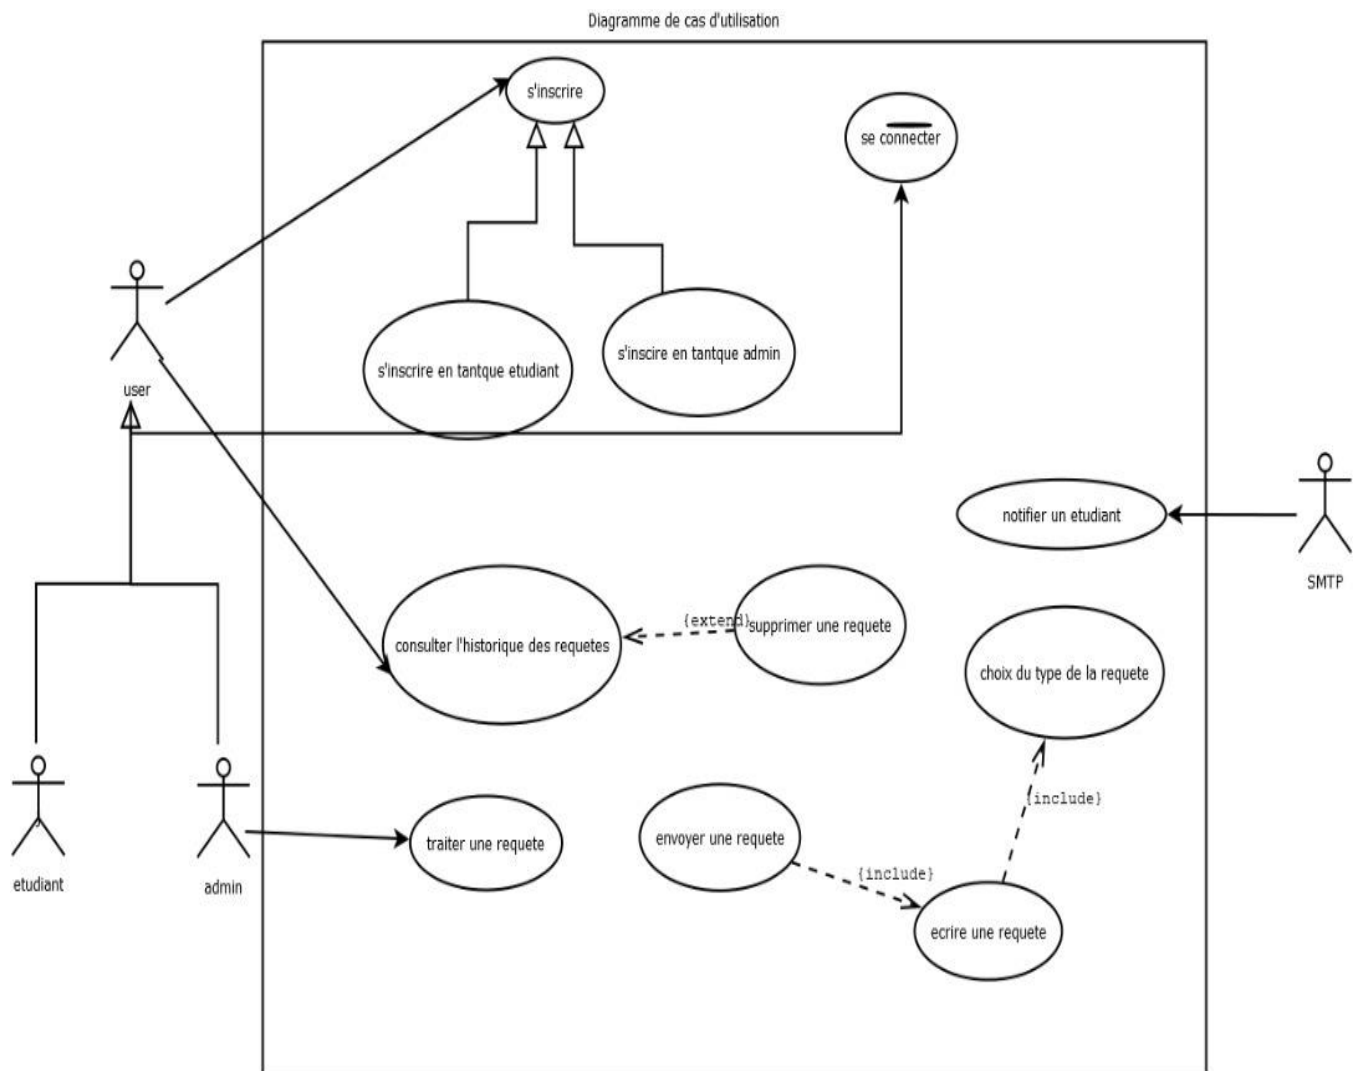 Diagramme de cas d'utilisation
s'inscrire
se connecter
s'inscrire en tantque etudiant
s'inscire en tantque admin
user
notifier un etudiant
SMTP
consulter l'historique des requetes
{extend}
supprimer une requete
choix du type de la requete
{include}
traiter une requete
envoyer une requete
{include}
ecrire une requete
etudiant
admin